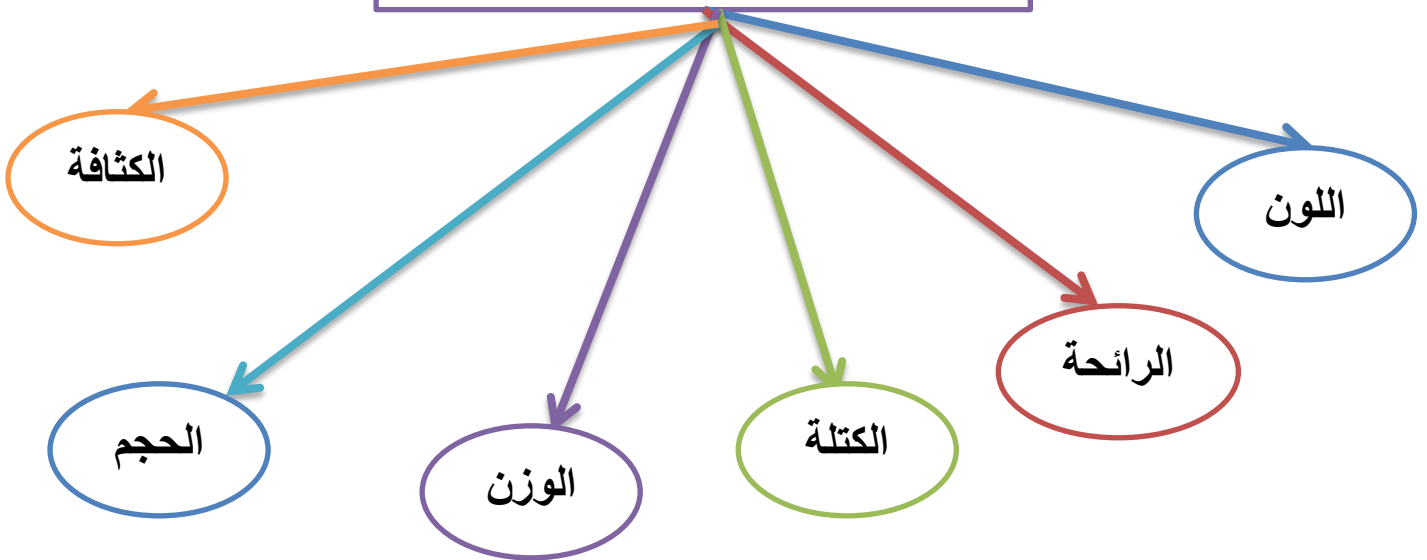 اللون
الرائحة
الكتلة
الوزن
الحجم
الكثافة